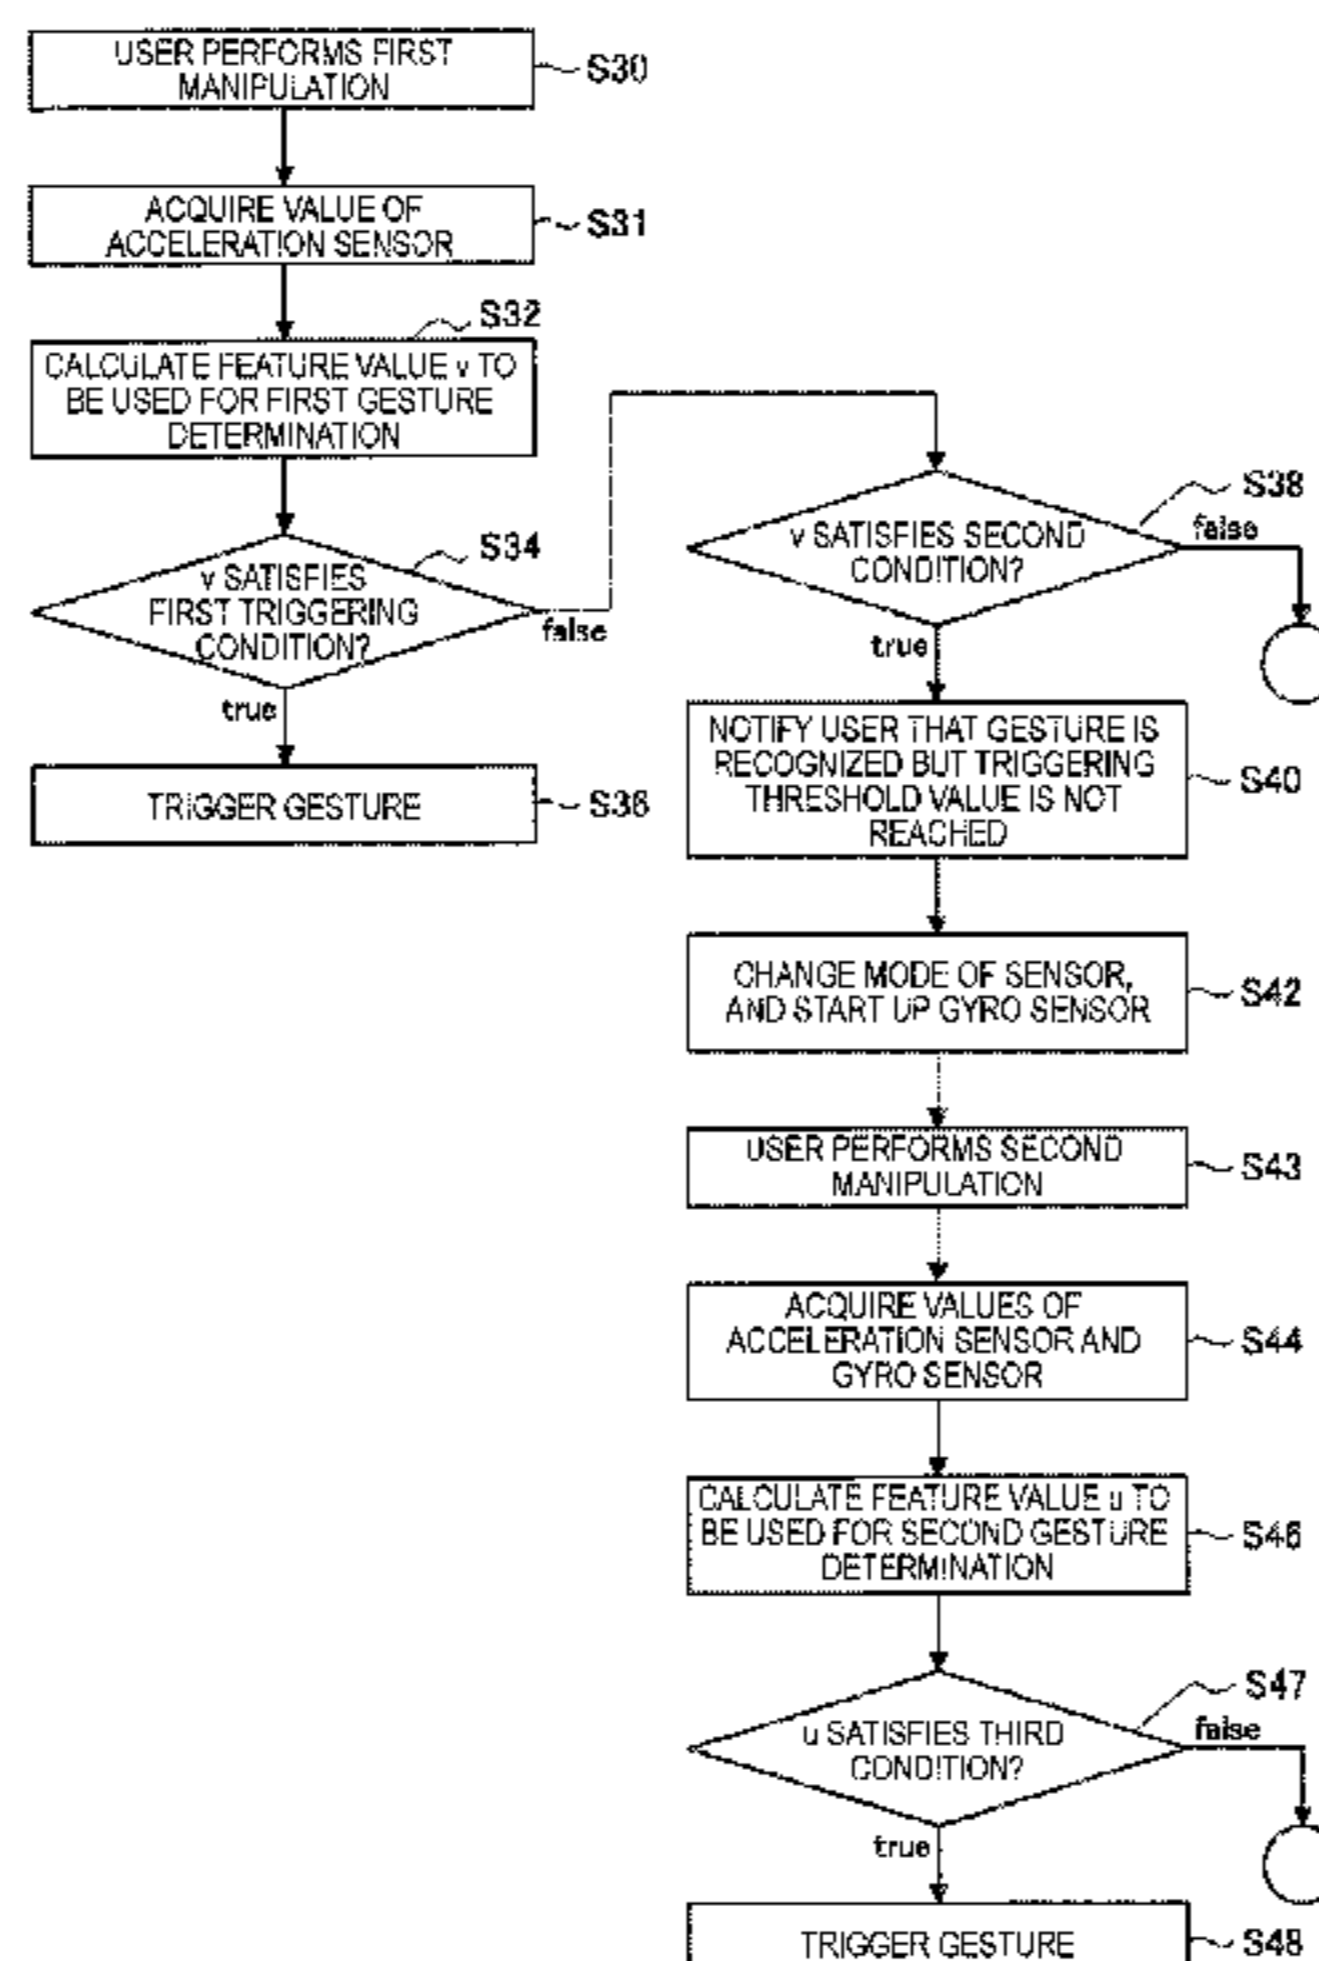 USER PERFORMS FIRST
MANIPULATION
S30
ACQUIRE VALUE OF
ACCELERATION SENSOR
S31
S32
CALCULATE FEATURE VALUE v TO
BE USED FOR FIRST GESTURE
DETERMINATION
S34
v SATISFIES
FIRST TRIGGERING
CONDITION?
false
true
TRIGGER GESTURE
S36
S38
v SATISFIES SECOND
CONDITION?
false
true
NOTIFY USER THAT GESTURE IS
RECOGNIZED BUT TRIGGERING
THRESHOLD VALUE IS NOT
REACHED
S40
CHANGE MODE OF SENSOR,
AND START UP GYRO SENSOR
S42
USER PERFORMS SECOND
MANIPULATION
S43
ACQUIRE VALUES OF
ACCELERATION SENSOR AND
GYRO SENSOR
S44
CALCULATE FEATURE VALUE u TO
BE USED FOR SECOND GESTURE
DETERMINATION
S46
S47
u SATISFIES THIRD
CONDITION?
false
true
TRIGGER GESTURE
S48